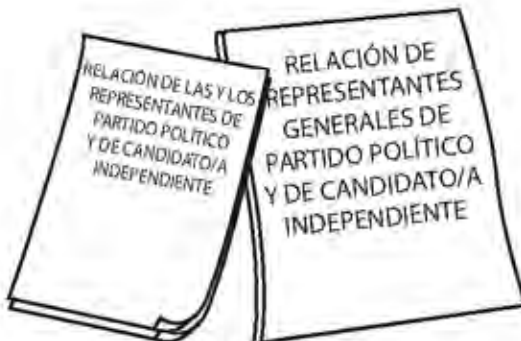 RELACIÓN DE LAS Y LOS
REPRESENTANTES DE
PARTIDO POLÍTICO
Y DE CANDIDATO/A
INDEPENDIENTE
RELACIÓN DE
REPRESENTANTES
GENERALES DE
PARTIDO POLÍTICO
Y DE CANDIDATO/A
INDEPENDIENTE